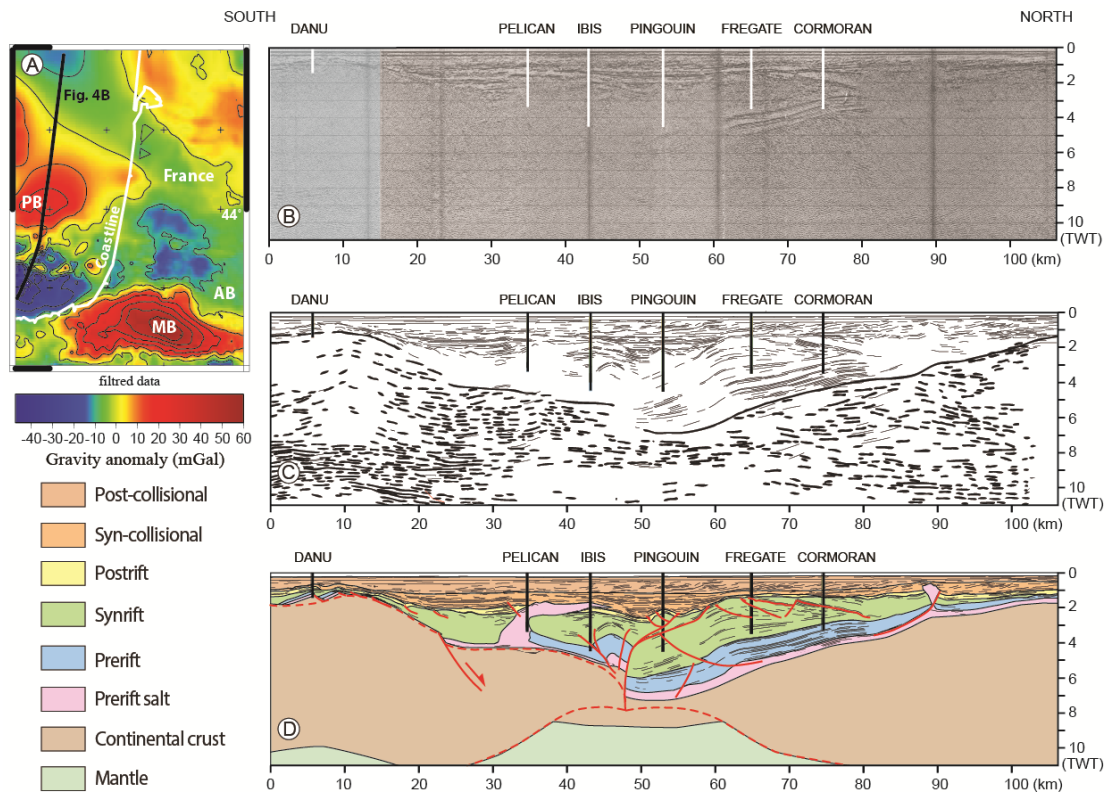 SOUTH NORTH
DANU PELICAN IBIS PINGOUIN FREGATE CORMORAN
A
Fig. 4B
France
PB
44°
Coastline
AB
MB
filtred data
-40 -30 -20 -10 0 10 20 30 40 50 60
Gravity anomaly (mGal)
Post-collisional
Syn-collisional
Postrift
Synrift
Prerift
Prerift salt
Continental crust
Mantle
0
2
4
6
8
10
(TWT)
B
0 10 20 30 40 50 60 70 80 90 100 (km)
DANU PELICAN IBIS PINGOUIN FREGATE CORMORAN
0
2
4
6
8
10
(TWT)
C
0 10 20 30 40 50 60 70 80 90 100 (km)
DANU PELICAN IBIS PINGOUIN FREGATE CORMORAN
0
2
4
6
8
10
(TWT)
D
0 10 20 30 40 50 60 70 80 90 100 (km)